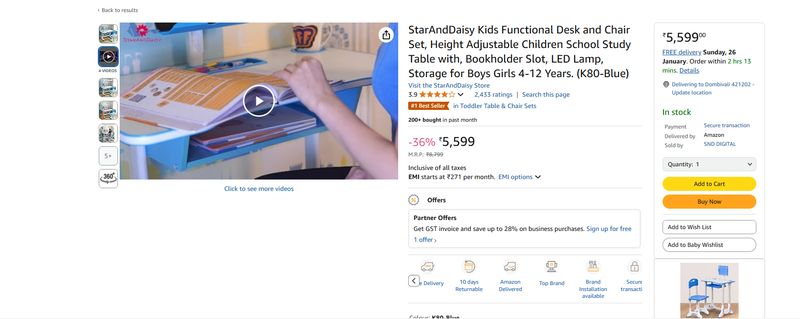 ‹ Back to results
StarAndDaisy
StarAndDaisy Kids Functional Desk and Chair
Set, Height Adjustable Children School Study
Table with, Bookholder Slot, LED Lamp,
Storage for Boys Girls 4-12 Years. (K80-Blue)
Visit the StarAndDaisy Store
3.9 2,433 ratings | Search this page
#1 Best Seller in Toddler Table & Chair Sets
200+ bought in past month
-36% ₹5,599
M.R.P.: ₹8,799
Inclusive of all taxes
EMI starts at ₹271 per month. EMI options
Offers
Partner Offers
Get GST invoice and save up to 28% on business purchases. Sign up for free
1 offer ›
e Delivery
10 days
Returnable
Amazon
Delivered
Top Brand
Brand
Installation
available
Secure
transacti
Colour: K80-Blue
6 VIDEOS
5+
360°
Click to see more videos
₹5,599.00
FREE delivery Sunday, 26
January. Order within 2 hrs 13
mins. Details
Delivering to Dombivali 421202 -
Update location
In stock
Payment Secure transaction
Delivered by Amazon
Sold by SND DIGITAL
Quantity: 1
Add to Cart
Buy Now
Add to Wish List
Add to Baby Wishlist